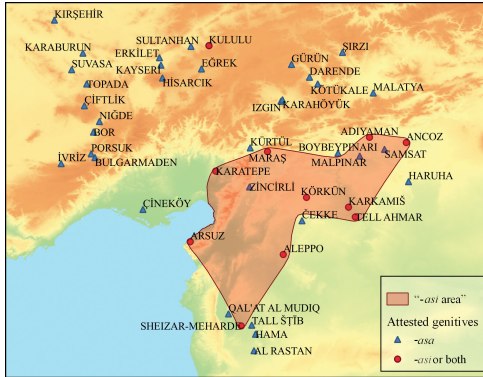 KIRŞEHİR
SULTANHAN
KULULU
KARABURUN
ERKİLET
SUVASA
KAYSERİ
EĞREK
GÜRÜN
ŞIRZI
TOPADA
HİSARCIK
DARENDE
KÖTÜKALE
MALATYA
ÇİFTLİK
IZGIN
KARAHÖYÜK
NİĞDE
BOR
PORSUK
İVRİZ
BULGARMADEN
KÜRTÜL
MARAŞ
BOYBEYPINARI
MALPINAR
ADIYAMAN
ANCOZ
SAMSAT
KARATEPE
ZİNCİRLİ
HARUHA
KÖRKÜN
KARKAMIŠ
ÇİNEKÖY
ÇEKKE
TELL AHMAR
ARSUZ
ALEPPO
QAL'AT AL MUDIQ
SHEIZAR-MEHARDE
TALL ŠṬĪB
HAMA
AL RASTAN
"-asi area"
Attested genitives
-asa
-asi or both